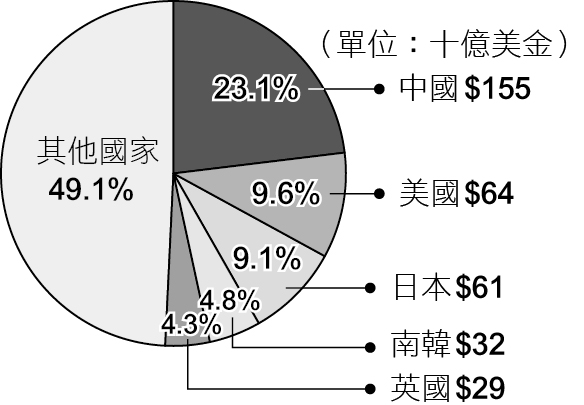 （單位：十億美金）
23.1%
中國 $155
其他國家
49.1%
9.6%
美國 $64
9.1%
日本 $61
4.8%
南韓 $32
4.3%
英國 $29